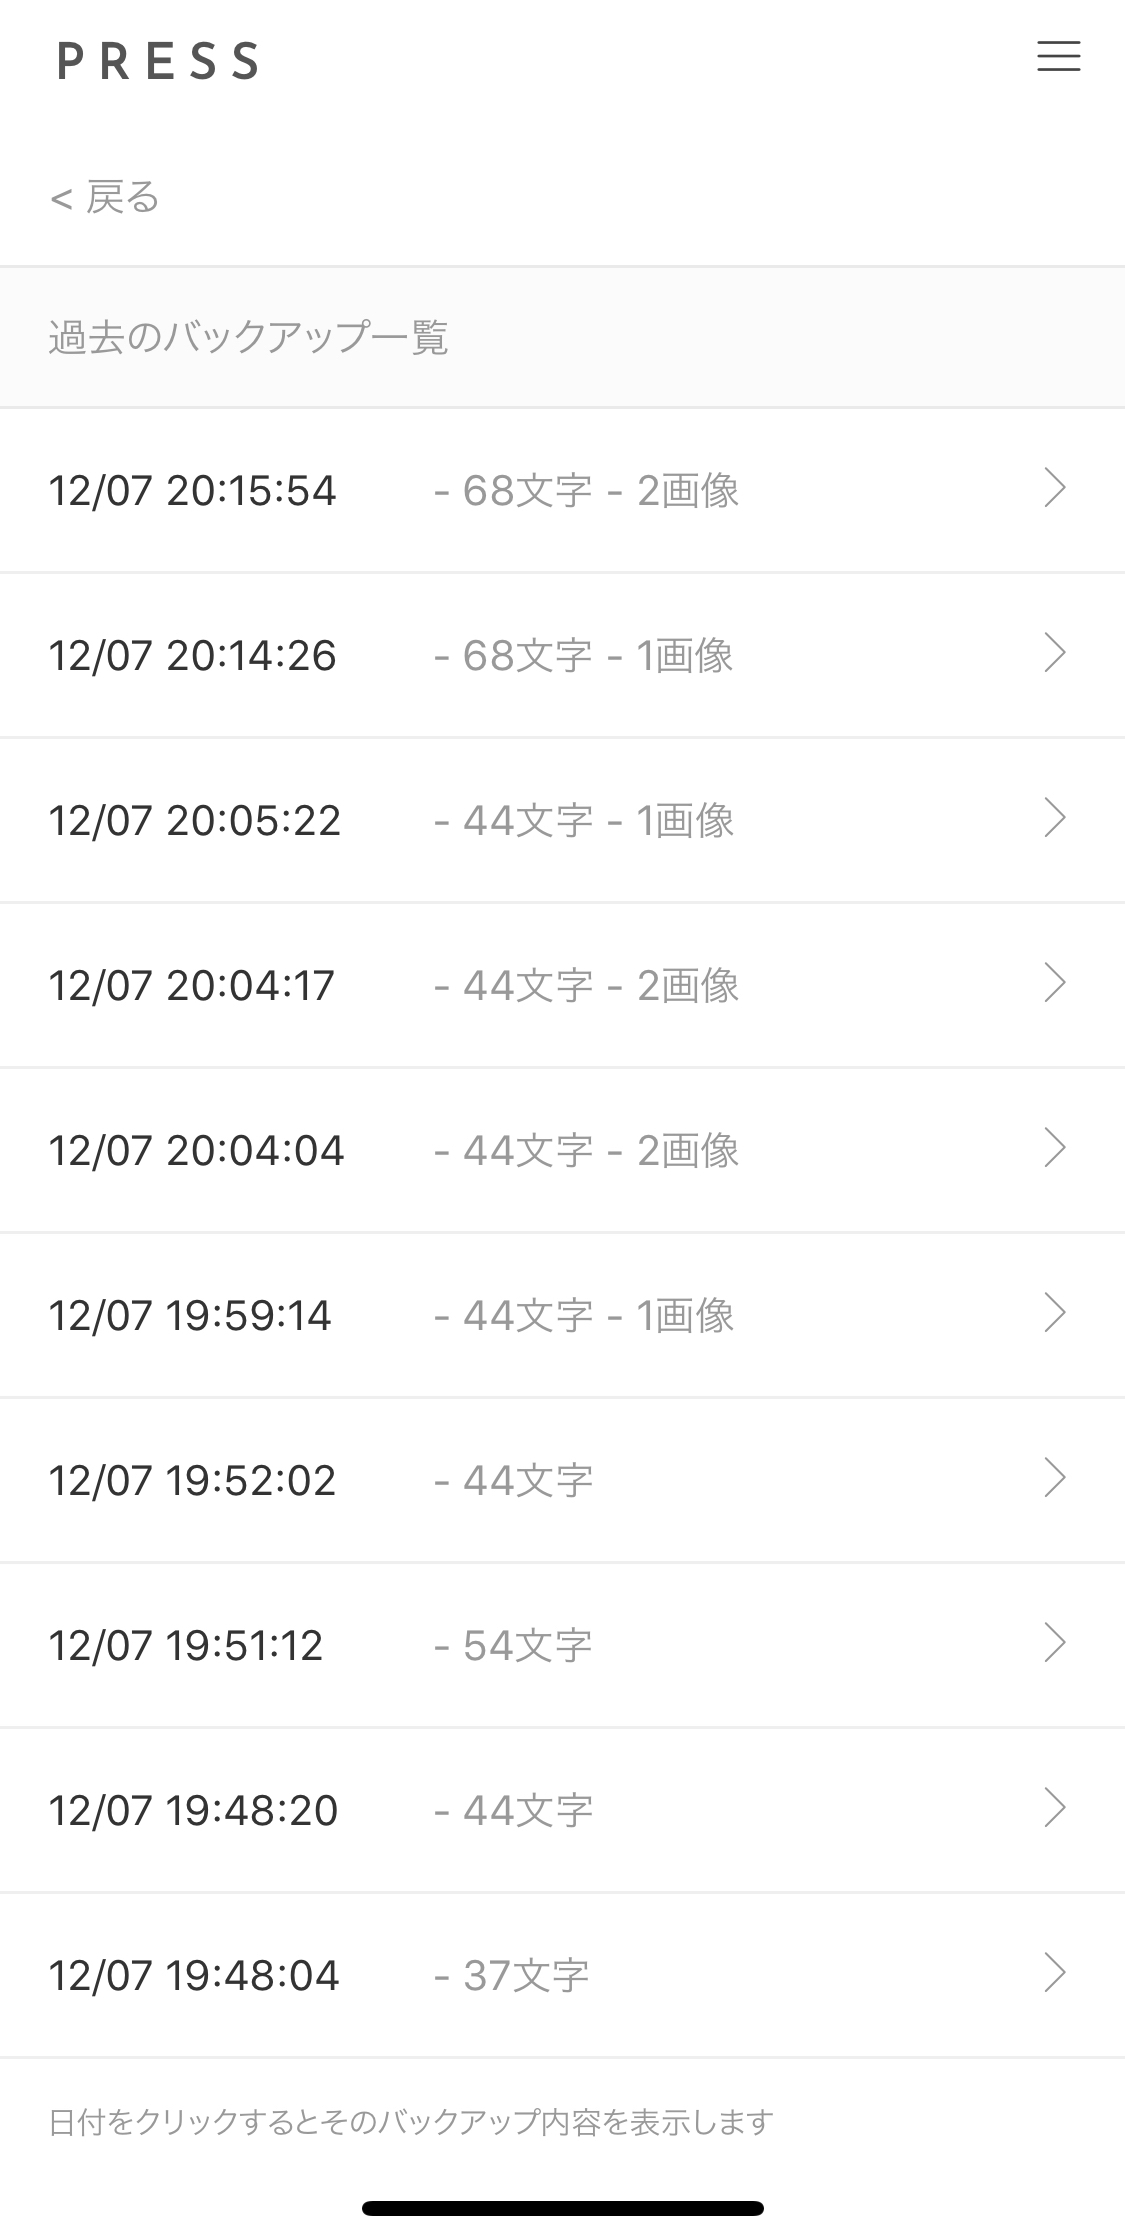 PRESS
< 戻る
過去のバックアップ一覧
12/07 20:15:54 - 68文字 - 2画像
12/07 20:14:26 - 68文字 - 1画像
12/07 20:05:22 - 44文字 - 1画像
12/07 20:04:17 - 44文字 - 2画像
12/07 20:04:04 - 44文字 - 2画像
12/07 19:59:14 - 44文字 - 1画像
12/07 19:52:02 - 44文字
12/07 19:51:12 - 54文字
12/07 19:48:20 - 44文字
12/07 19:48:04 - 37文字
日付をクリックするとそのバックアップ内容を表示します